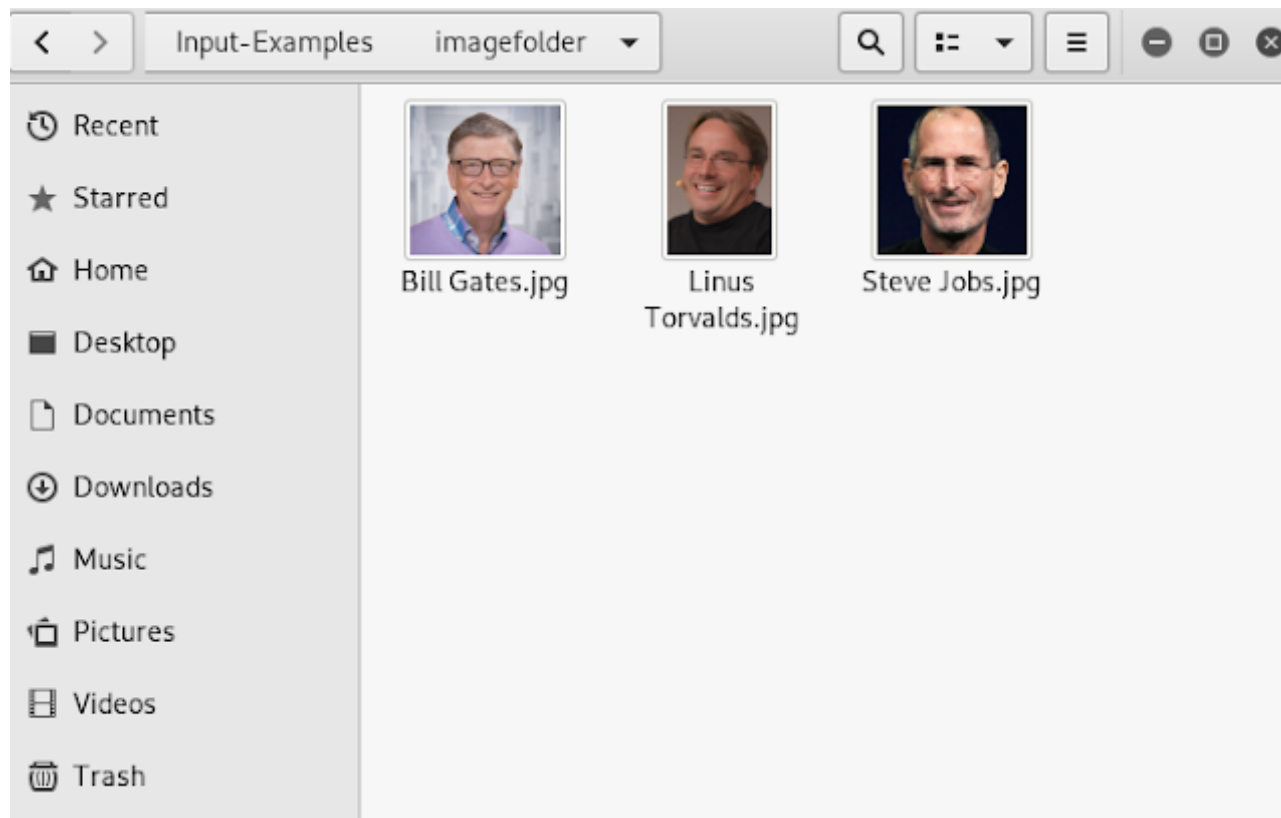 Input-Examples imagefolder
Recent
Starred
Home
Desktop
Documents
Downloads
Music
Pictures
Videos
Trash
Bill Gates.jpg
Linus
Torvalds.jpg
Steve Jobs.jpg